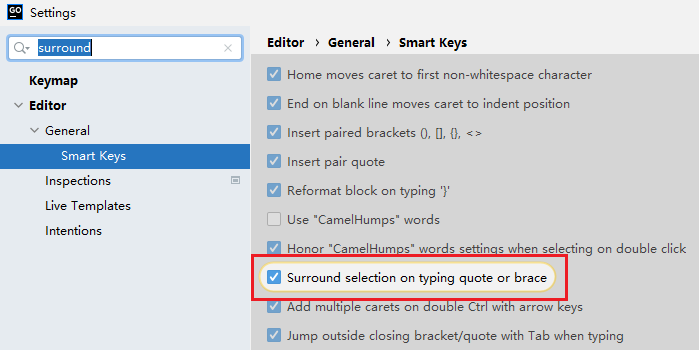 GO
Settings
surround
Keymap
Editor
General
Smart Keys
Inspections
Live Templates
Intentions
Editor › General › Smart Keys
Home moves caret to first non-whitespace character
End on blank line moves caret to indent position
Insert paired brackets (), [], {}, <>
Insert pair quote
Reformat block on typing '}'
Use "CamelHumps" words
Honor "CamelHumps" words settings when selecting on double click
Surround selection on typing quote or brace
Add multiple carets on double Ctrl with arrow keys
Jump outside closing bracket/quote with Tab when typing